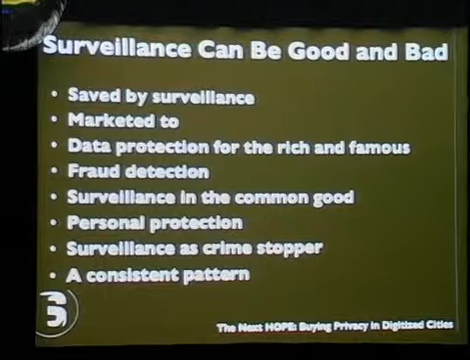 Surveillance Can Be Good and Bad
• Saved by surveillance
• Marketed to
• Data protection for the rich and famous
• Fraud detection
• Surveillance in the common good
• Personal protection
• Surveillance as crime stopper
• A consistent pattern
The Next HOPE: Buying Privacy in Digitized Cities